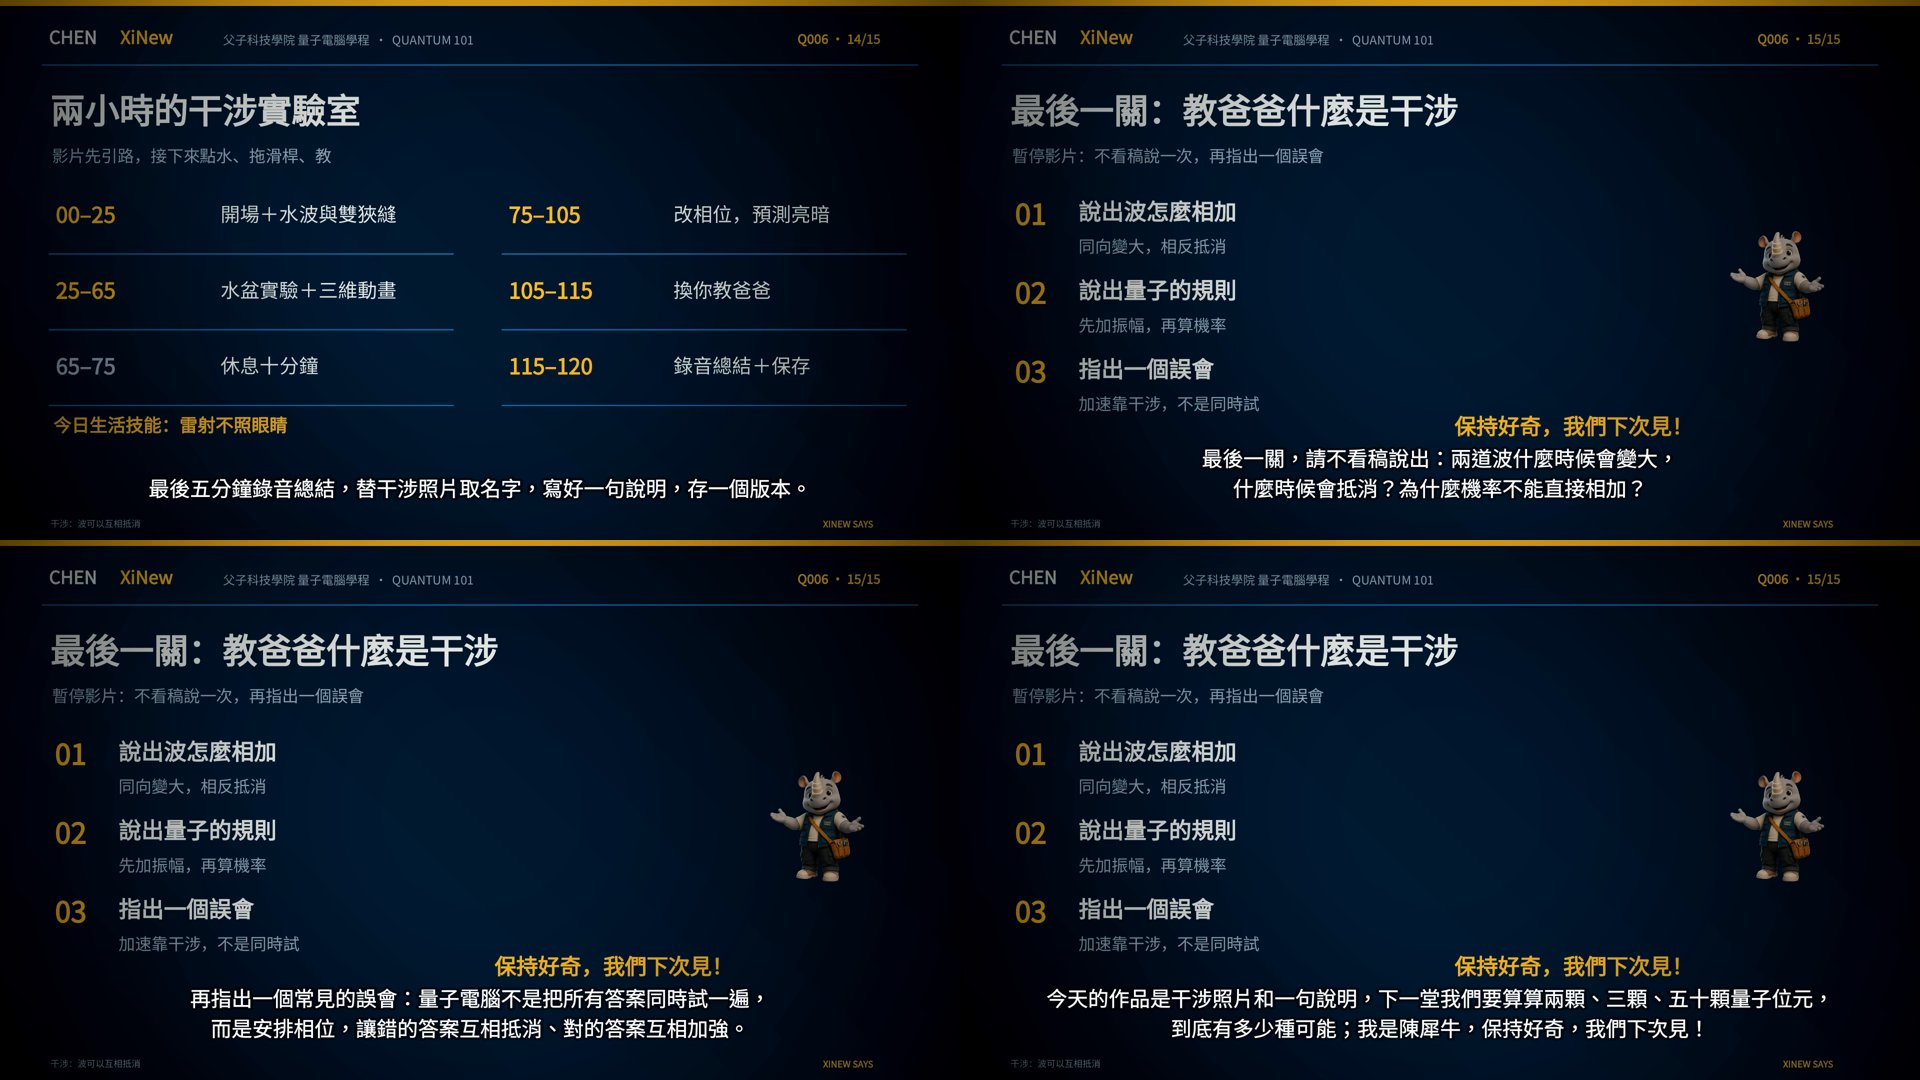 CHEN XiNew 父子科技學院 量子電腦學程 • QUANTUM 101 Q006 • 14/15
兩小時的干涉實驗室
影片先引路，接下來點水、拖滑桿、教
00–25 開場＋水波與雙狹縫
75–105 改相位，預測亮暗
25–65 水盆實驗＋三維動畫
105–115 換你教爸爸
65–75 休息十分鐘
115–120 錄音總結＋保存
今日生活技能：雷射不照眼睛
最後五分鐘錄音總結，替干涉照片取名字，寫好一句說明，存一個版本。
干涉：波可以互相抵消 XINEW SAYS
CHEN XiNew 父子科技學院 量子電腦學程 • QUANTUM 101 Q006 • 15/15
最後一關：教爸爸什麼是干涉
暫停影片：不看稿說一次，再指出一個誤會
01 說出波怎麼相加
同向變大，相反抵消
02 說出量子的規則
先加振幅，再算機率
03 指出一個誤會
加速靠干涉，不是同時試
保持好奇，我們下次見！
最後一關，請不看稿說出：兩道波什麼時候會變大，
什麼時候會抵消？為什麼機率不能直接相加？
干涉：波可以互相抵消 XINEW SAYS
CHEN XiNew 父子科技學院 量子電腦學程 • QUANTUM 101 Q006 • 15/15
最後一關：教爸爸什麼是干涉
暫停影片：不看稿說一次，再指出一個誤會
01 說出波怎麼相加
同向變大，相反抵消
02 說出量子的規則
先加振幅，再算機率
03 指出一個誤會
加速靠干涉，不是同時試
保持好奇，我們下次見！
再指出一個常見的誤會：量子電腦不是把所有答案同時試一遍，
而是安排相位，讓錯的答案互相抵消、對的答案互相加強。
干涉：波可以互相抵消 XINEW SAYS
CHEN XiNew 父子科技學院 量子電腦學程 • QUANTUM 101 Q006 • 15/15
最後一關：教爸爸什麼是干涉
暫停影片：不看稿說一次，再指出一個誤會
01 說出波怎麼相加
同向變大，相反抵消
02 說出量子的規則
先加振幅，再算機率
03 指出一個誤會
加速靠干涉，不是同時試
保持好奇，我們下次見！
今天的作品是干涉照片和一句說明，下一堂我們要算算兩顆、三顆、五十顆量子位元，
到底有多少種可能；我是陳犀牛，保持好奇，我們下次見！
干涉：波可以互相抵消 XINEW SAYS